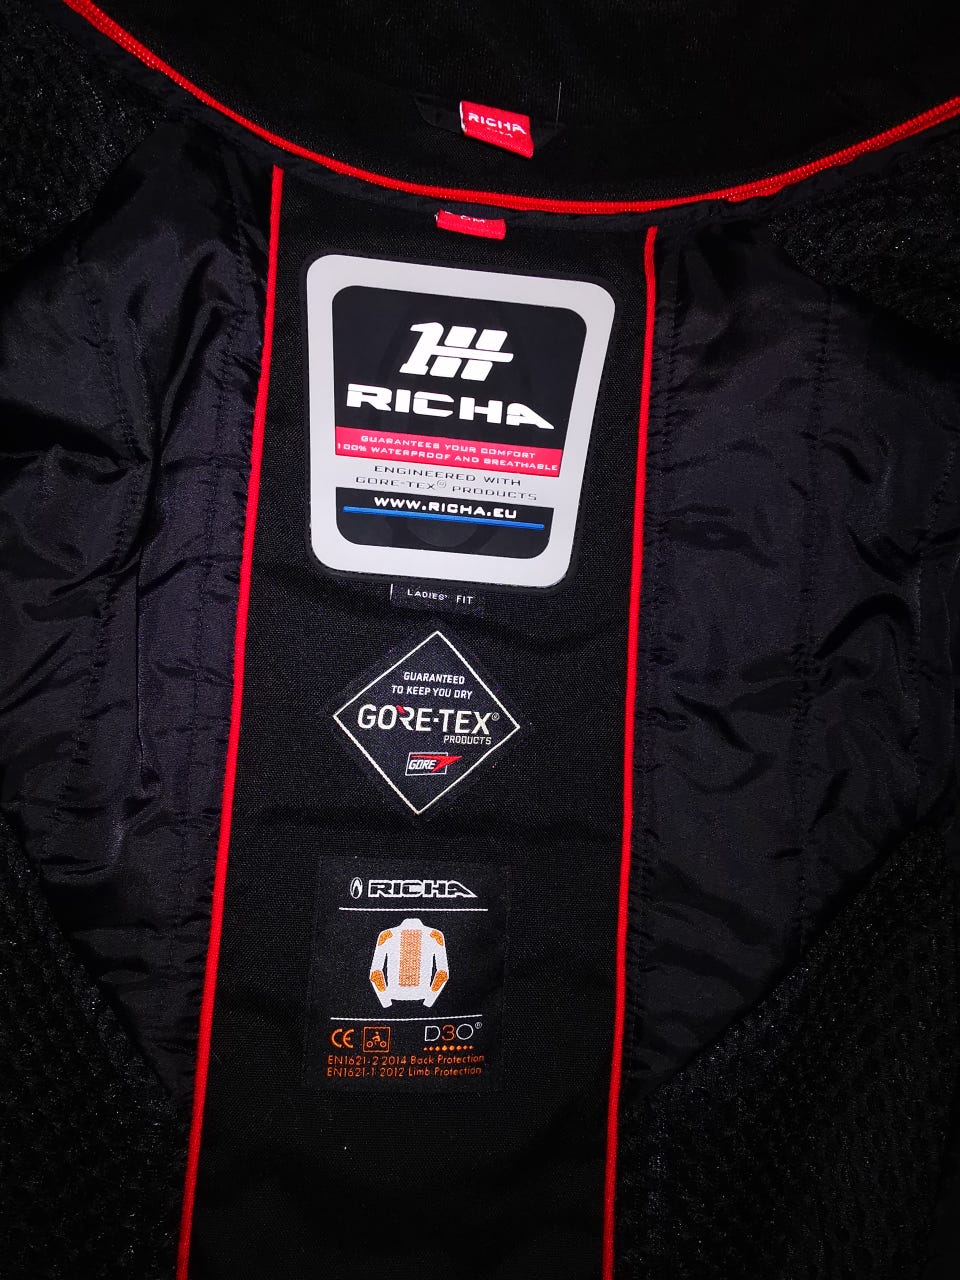 RICHA
RICHA
GUARANTEES YOUR COMFORT
100% WATERPROOF AND BREATHABLE
ENGINEERED WITH
GORE-TEX® PRODUCTS
WWW.RICHA.EU
LADIES' FIT
GUARANTEED
TO KEEP YOU DRY
GORE-TEX®
PRODUCTS
GORE
RICHA
CE D3O®
EN1621-2 2014 Back Protection
EN1621-1 2012 Limb Protection